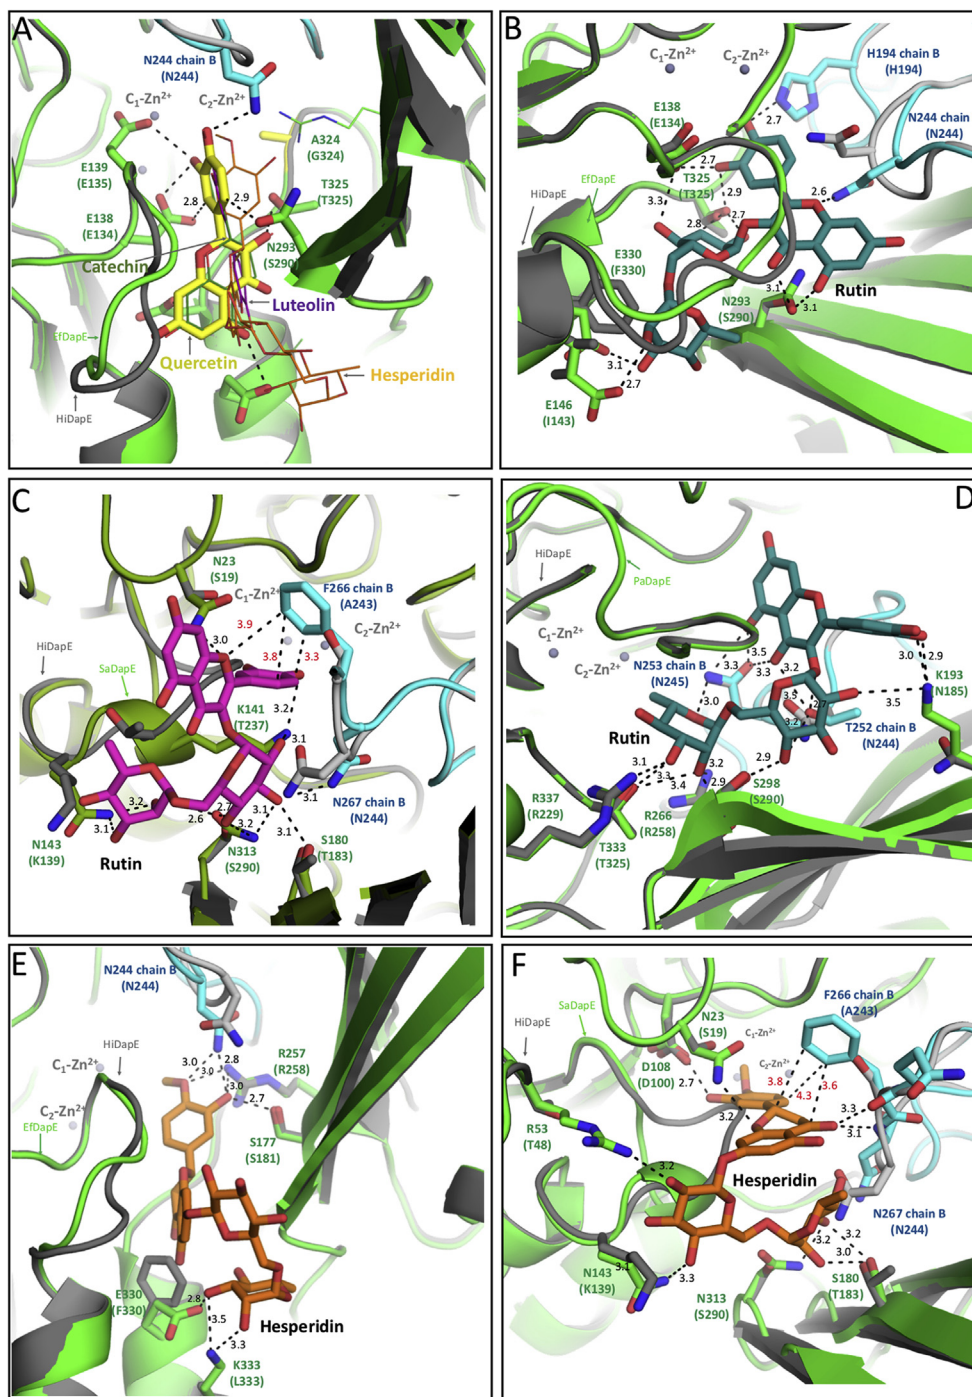 A
N244 chain B
(N244)
C₁-Zn²⁺
C₂-Zn²⁺
A324
(G324)
E139
(E135)
T325
(T325)
2.8
2.9
E138
(E134)
N293
(S290)
Catechin
Luteolin
EfDapE
Quercetin
Hesperidin
HiDapE
B
C₁-Zn²⁺
C₂-Zn²⁺
H194 chain B
(H194)
2.7
E138
(E134)
N244 chain B
(N244)
2.7
T325
(T325)
HiDapE
EfDapE
2.9
2.6
3.3
2.8
2.7
E330
(F330)
3.1
Rutin
N293
(S290)
3.1
3.1
2.7
E146
(I143)
C
N23
(S19)
C₁-Zn²⁺
F266 chain B
(A243)
3.9
C₂-Zn²⁺
3.0
HiDapE
SaDapE
3.8
3.3
K141
(T237)
3.2
3.1
3.2
3.1
3.1
N267 chain B
(N244)
2.7
2.6
3.2
3.1
3.1
N143
(K139)
Rutin
N313
(S290)
S180
(T183)
D
HiDapE
PaDapE
C₁-Zn²⁺
C₂-Zn²⁺
3.5
3.0
2.9
N253 chain B
(N245)
3.3
3.3
3.2
K193
(N185)
3.0
3.5
2.7
3.5
3.2
T252 chain B
(N244)
Rutin
3.1
3.3
3.2
2.9
3.4
2.9
S298
(S290)
R337
(R229)
R266
(R258)
T333
(T325)
E
N244 chain B
(N244)
HiDapE
C₁-Zn²⁺
2.8
3.0
3.0
R257
(R258)
3.0
2.7
C₂-Zn²⁺
EfDapE
S177
(S181)
E330
(F330)
2.8
Hesperidin
3.5
3.3
K333
(L333)
F
F266 chain B
(A243)
SaDapE
N23
(S19)
HiDapE
C₁-Zn²⁺
D108
(D100)
C₂-Zn²⁺
2.7
3.8
3.6
4.3
3.2
3.3
R53
(T48)
3.1
3.2
Hesperidin
N267 chain B
(N244)
3.2
3.1
3.0
N143
(K139)
3.3
N313
(S290)
S180
(T183)